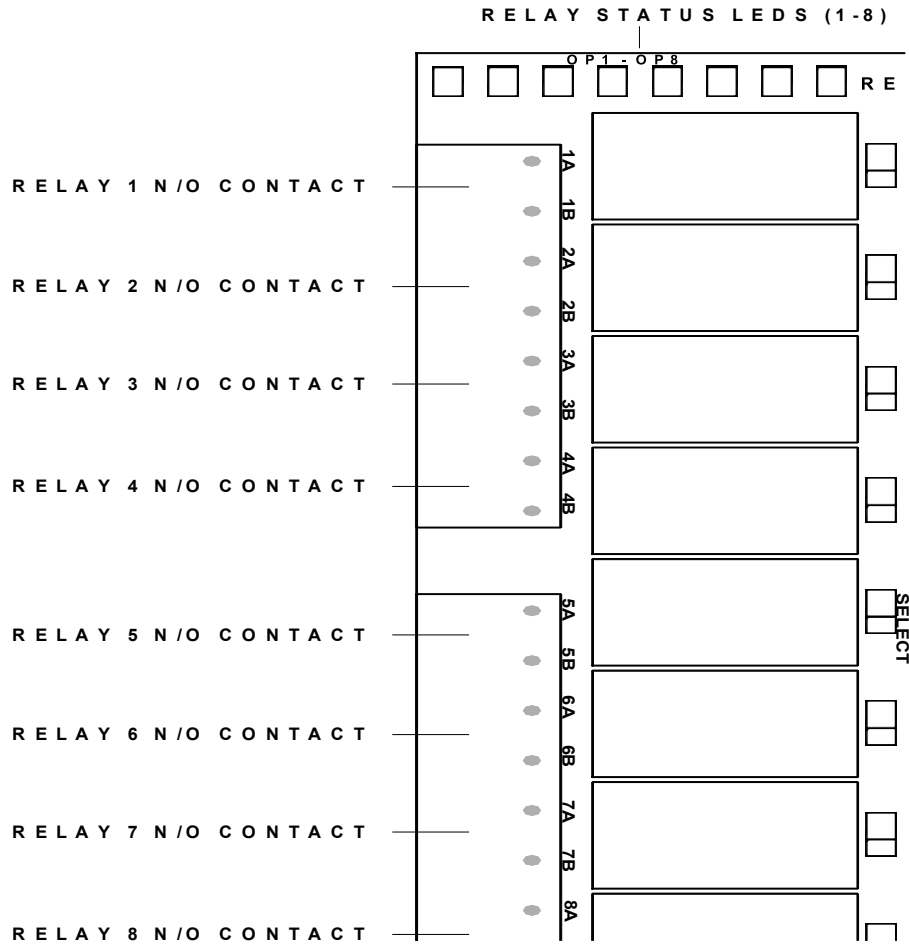 RELAY STATUS LEDS (1-8)
OP1-OP8
RE
1A
RELAY 1 N/O CONTACT
1B
2A
RELAY 2 N/O CONTACT
2B
3A
RELAY 3 N/O CONTACT
3B
4A
RELAY 4 N/O CONTACT
4B
5A
SELECT
RELAY 5 N/O CONTACT
5B
6A
RELAY 6 N/O CONTACT
6B
7A
RELAY 7 N/O CONTACT
7B
8A
RELAY 8 N/O CONTACT